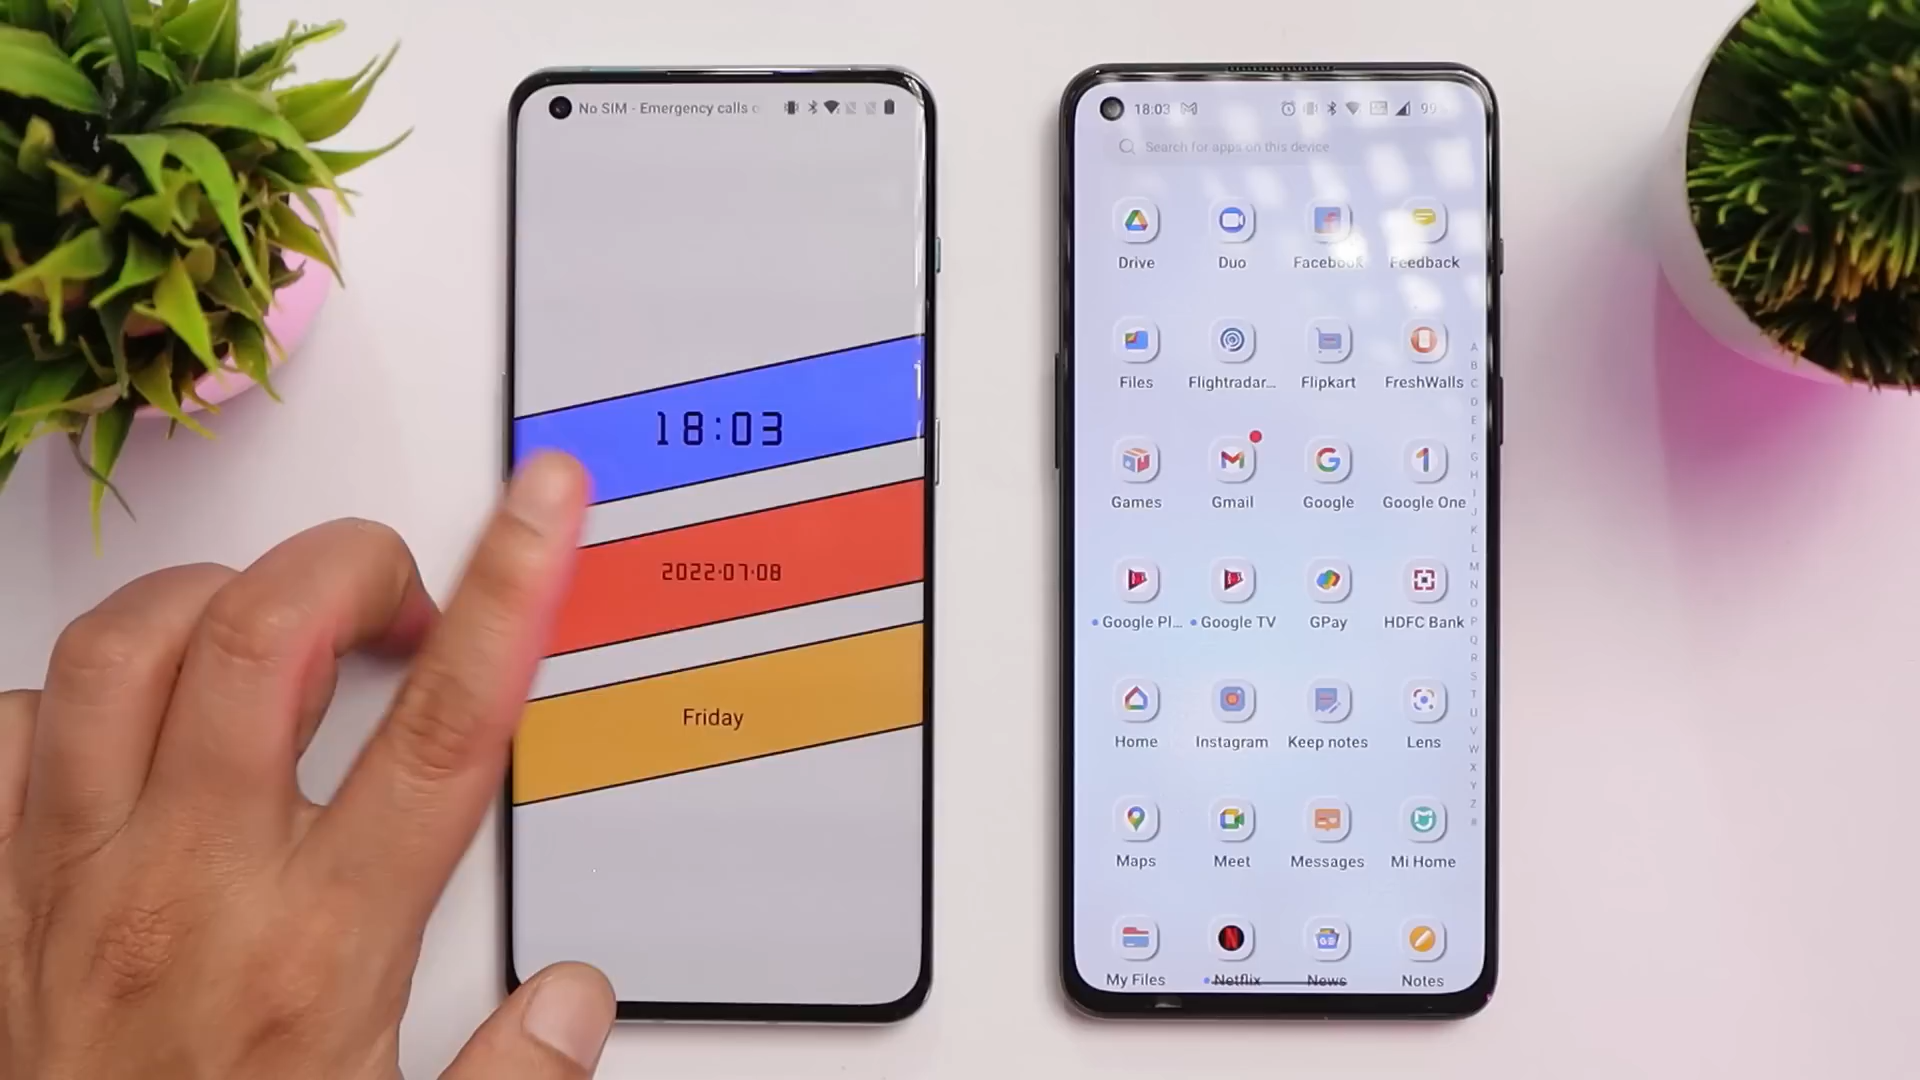 No SIM - Emergency calls o
18:03
2022·07·08
Friday
18:03
99
Search for apps on this device
Drive
Duo
Facebook
Feedback
Files
Flightradar...
Flipkart
FreshWalls
Games
Gmail
Google
Google One
Google Pl...
Google TV
GPay
HDFC Bank
Home
Instagram
Keep notes
Lens
Maps
Meet
Messages
Mi Home
My Files
Netflix
News
Notes
A
B
C
D
E
F
G
H
I
J
K
L
M
N
O
P
Q
R
S
T
U
V
W
X
Y
Z
#